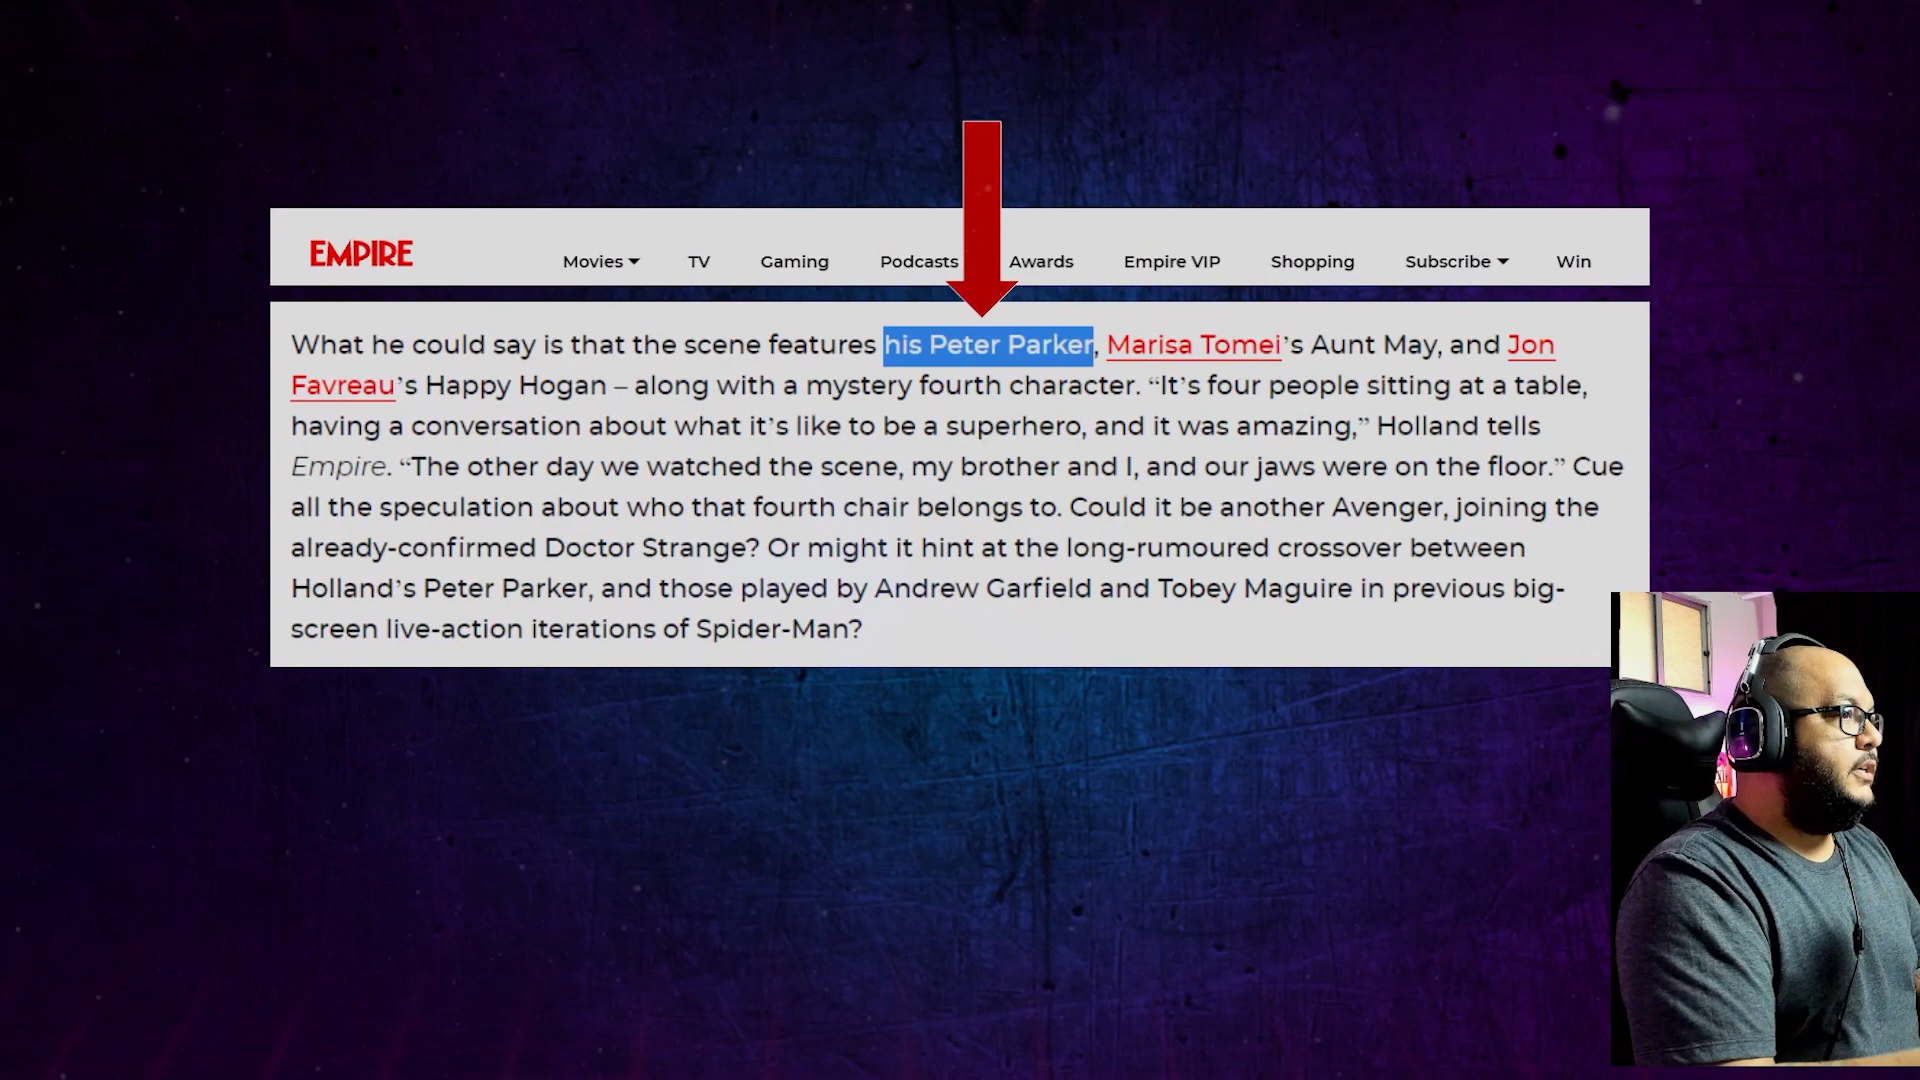 EMPIRE
Movies TV Gaming Podcasts Awards Empire VIP Shopping Subscribe Win
What he could say is that the scene features his Peter Parker, Marisa Tomei’s Aunt May, and Jon
Favreau’s Happy Hogan – along with a mystery fourth character. “It’s four people sitting at a table,
having a conversation about what it’s like to be a superhero, and it was amazing,” Holland tells
Empire. “The other day we watched the scene, my brother and I, and our jaws were on the floor.” Cue
all the speculation about who that fourth chair belongs to. Could it be another Avenger, joining the
already-confirmed Doctor Strange? Or might it hint at the long-rumoured crossover between
Holland’s Peter Parker, and those played by Andrew Garfield and Tobey Maguire in previous big-
screen live-action iterations of Spider-Man?